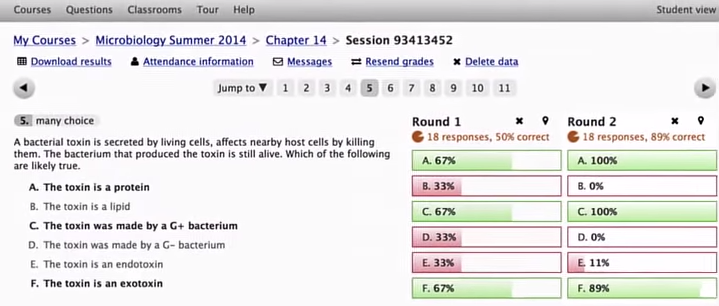 Courses Questions Classrooms Tour Help Student view
My Courses > Microbiology Summer 2014 > Chapter 14 > Session 93413452
Download results Attendance information Messages Resend grades Delete data
Jump to ▼ 1 2 3 4 5 6 7 8 9 10 11
5. many choice
A bacterial toxin is secreted by living cells, affects nearby host cells by killing
them. The bacterium that produced the toxin is still alive. Which of the following
are likely true.
A. The toxin is a protein
B. The toxin is a lipid
C. The toxin was made by a G+ bacterium
D. The toxin was made by a G- bacterium
E. The toxin is an endotoxin
F. The toxin is an exotoxin
Round 1
18 responses, 50% correct
A. 67%
B. 33%
C. 67%
D. 33%
E. 33%
F. 67%
Round 2
18 responses, 89% correct
A. 100%
B. 0%
C. 100%
D. 0%
E. 11%
F. 89%